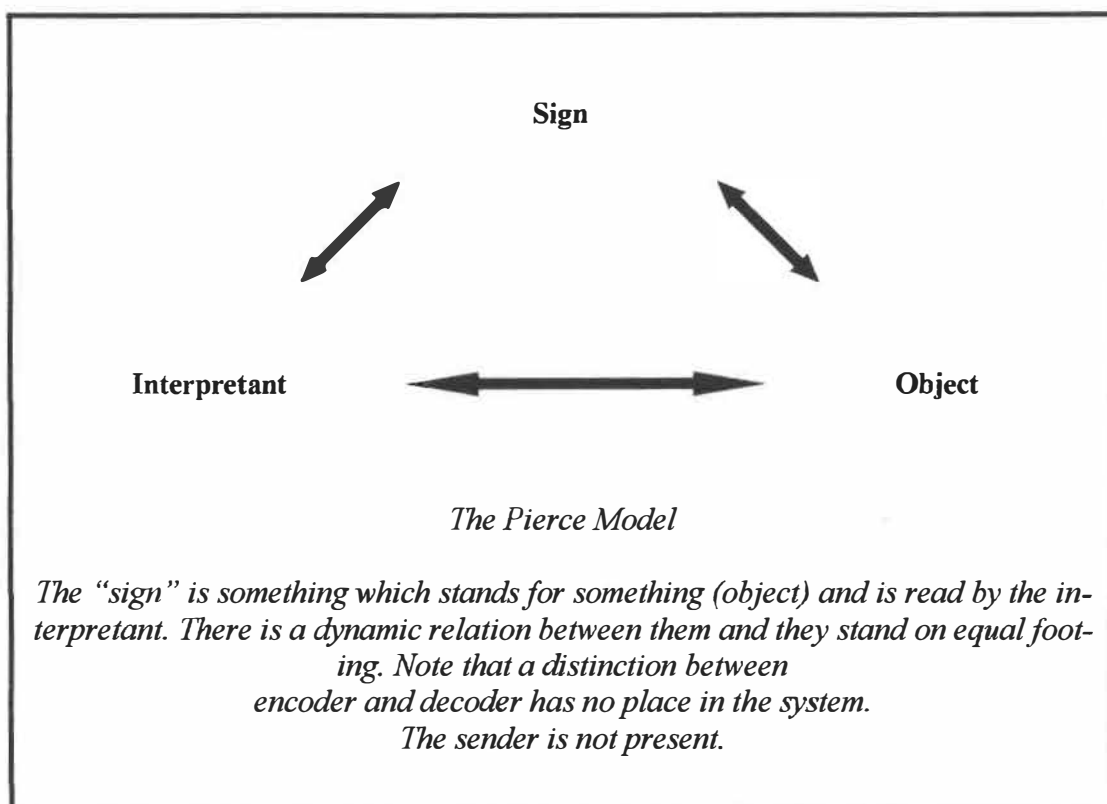 Sign
Interpretant Object
The Pierce Model
The “sign” is something which stands for something (object) and is read by the in-
terpretant. There is a dynamic relation between them and they stand on equal foot-
ing. Note that a distinction between
encoder and decoder has no place in the system.
The sender is not present.